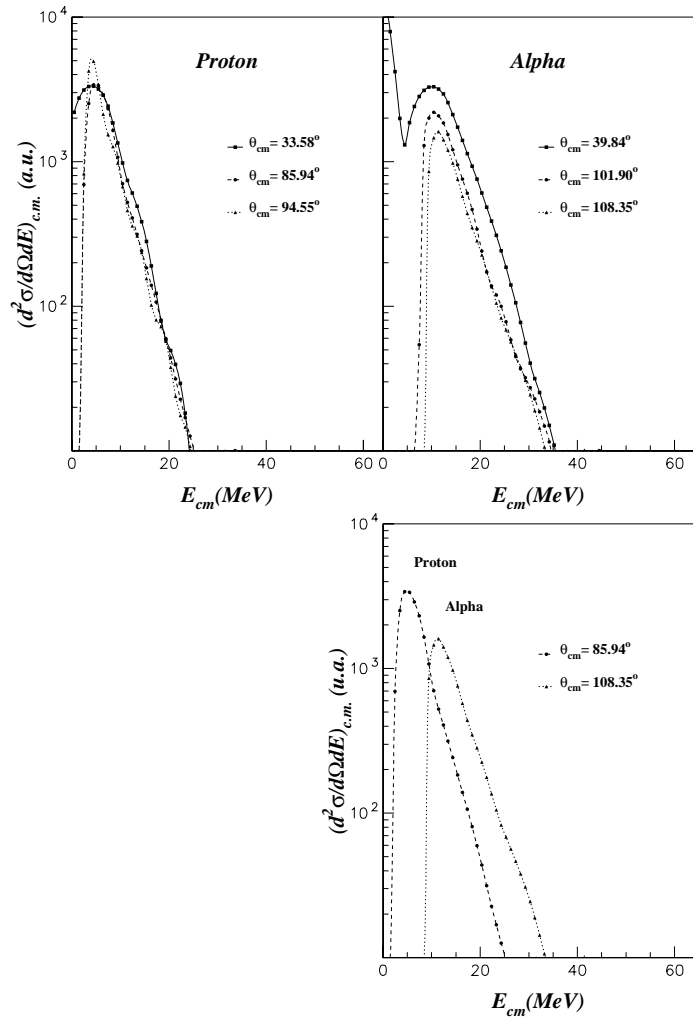 10⁴
Proton
Alpha
θcm= 33.58°
θcm= 85.94°
θcm= 94.55°
θcm= 39.84°
θcm= 101.90°
θcm= 108.35°
10³
10²
(d²σ/dΩdE)c.m. (a.u.)
0 20 40 60
0 20 40 60
Ecm(MeV)
Ecm(MeV)
10⁴
Proton
Alpha
θcm= 85.94°
θcm= 108.35°
10³
10²
(d²σ/dΩdE)c.m. (u.a.)
0 20 40 60
Ecm(MeV)